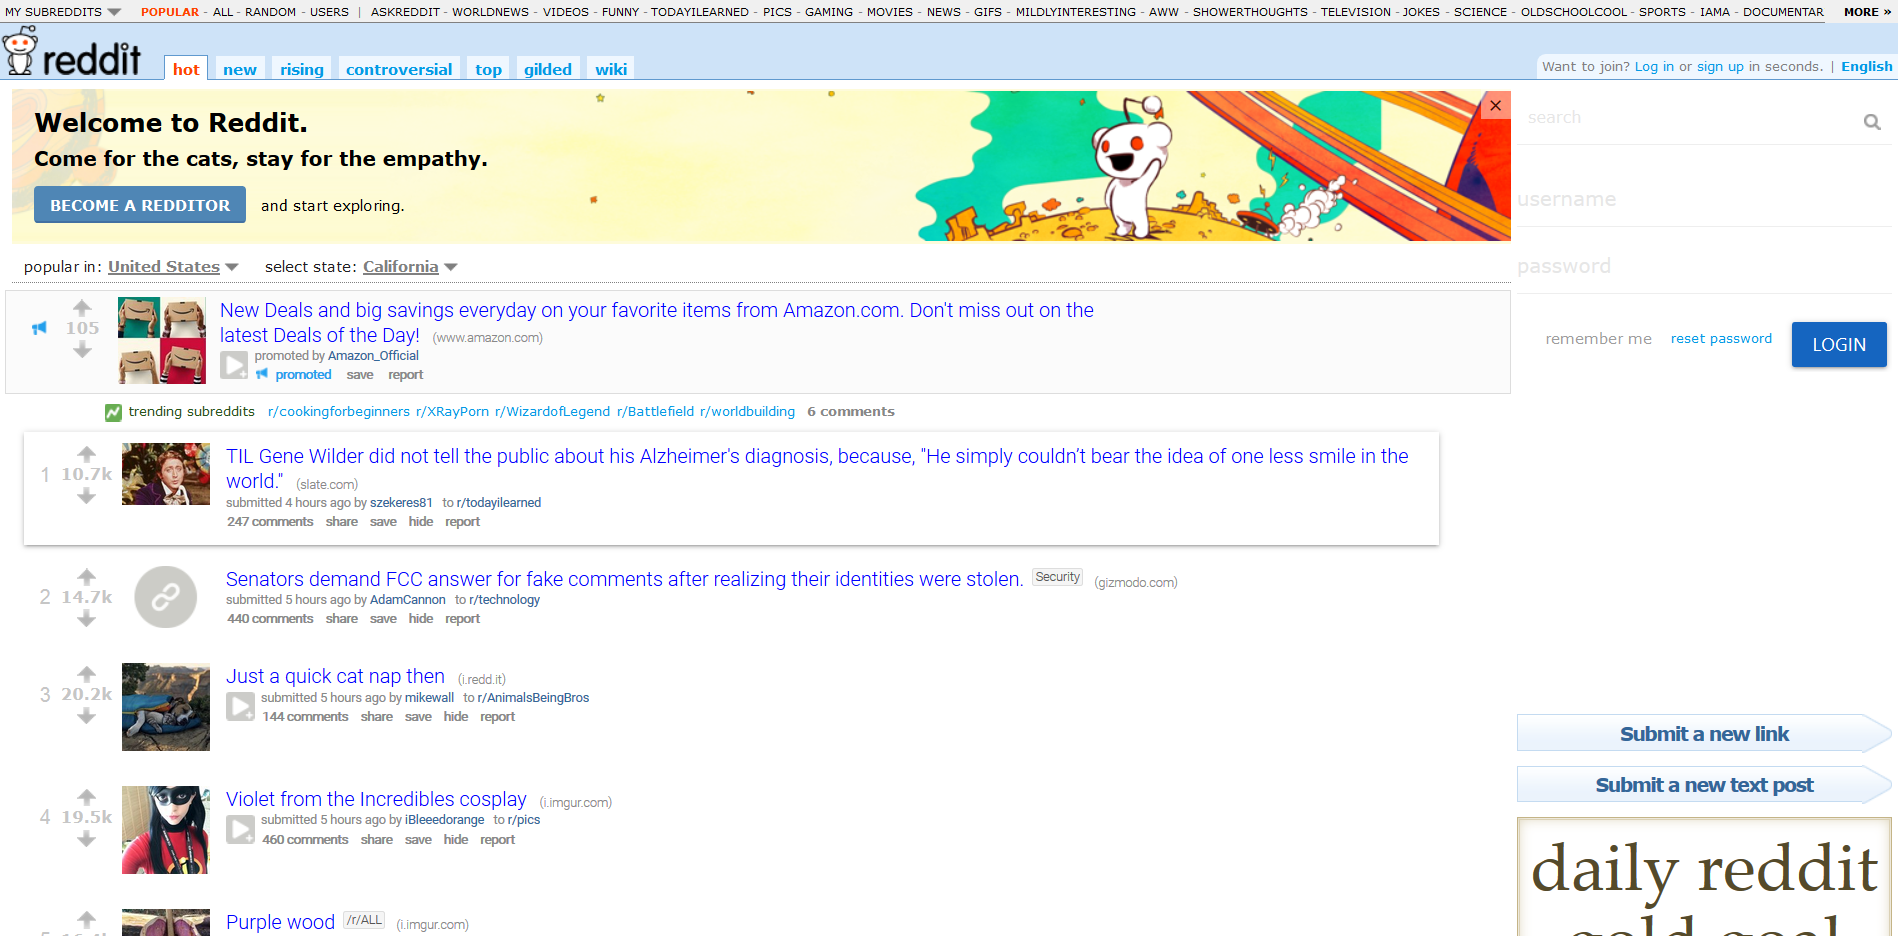 MY SUBREDDITS POPULAR - ALL - RANDOM - USERS | ASKREDDIT - WORLDNEWS - VIDEOS - FUNNY - TODAYILEARNED - PICS - GAMING - MOVIES - NEWS - GIFS - MILDLYINTERESTING - AWW - SHOWERTHOUGHTS - TELEVISION - JOKES - SCIENCE - OLDSCHOOLCOOL - SPORTS - IAMA - DOCUMENTAR MORE »
reddit hot new rising controversial top gilded wiki
Want to join? Log in or sign up in seconds. | English
Welcome to Reddit.
Come for the cats, stay for the empathy.
BECOME A REDDITOR and start exploring.
search
username
password
remember me reset password LOGIN
popular in: United States select state: California
105
New Deals and big savings everyday on your favorite items from Amazon.com. Don't miss out on the
latest Deals of the Day! (www.amazon.com)
promoted by Amazon_Official
promoted save report
trending subreddits r/cookingforbeginners r/XRayPorn r/WizardofLegend r/Battlefield r/worldbuilding 6 comments
1 10.7k
TIL Gene Wilder did not tell the public about his Alzheimer's diagnosis, because, "He simply couldn’t bear the idea of one less smile in the
world." (slate.com)
submitted 4 hours ago by szekeres81 to r/todayilearned
247 comments share save hide report
2 14.7k
Senators demand FCC answer for fake comments after realizing their identities were stolen. Security (gizmodo.com)
submitted 5 hours ago by AdamCannon to r/technology
440 comments share save hide report
3 20.2k
Just a quick cat nap then (i.redd.it)
submitted 5 hours ago by mikewall to r/AnimalsBeingBros
144 comments share save hide report
4 19.5k
Violet from the Incredibles cosplay (i.imgur.com)
submitted 5 hours ago by iBleeedorange to r/pics
460 comments share save hide report
Purple wood /r/ALL (i.imgur.com)
Submit a new link
Submit a new text post
daily reddit
gold goal